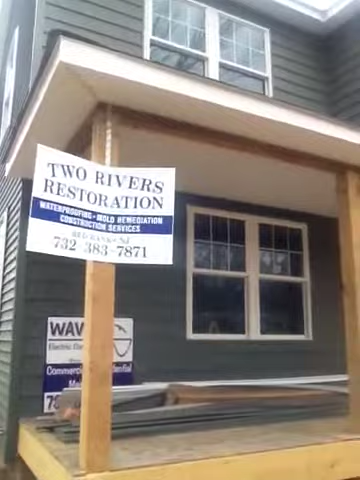 TWO RIVERS
RESTORATION
WATERPROOFING • MOLD REMEDIATION
CONSTRUCTION SERVICES
RED BANK • NJ
732-383-7871
WAV
Electric
Commercial